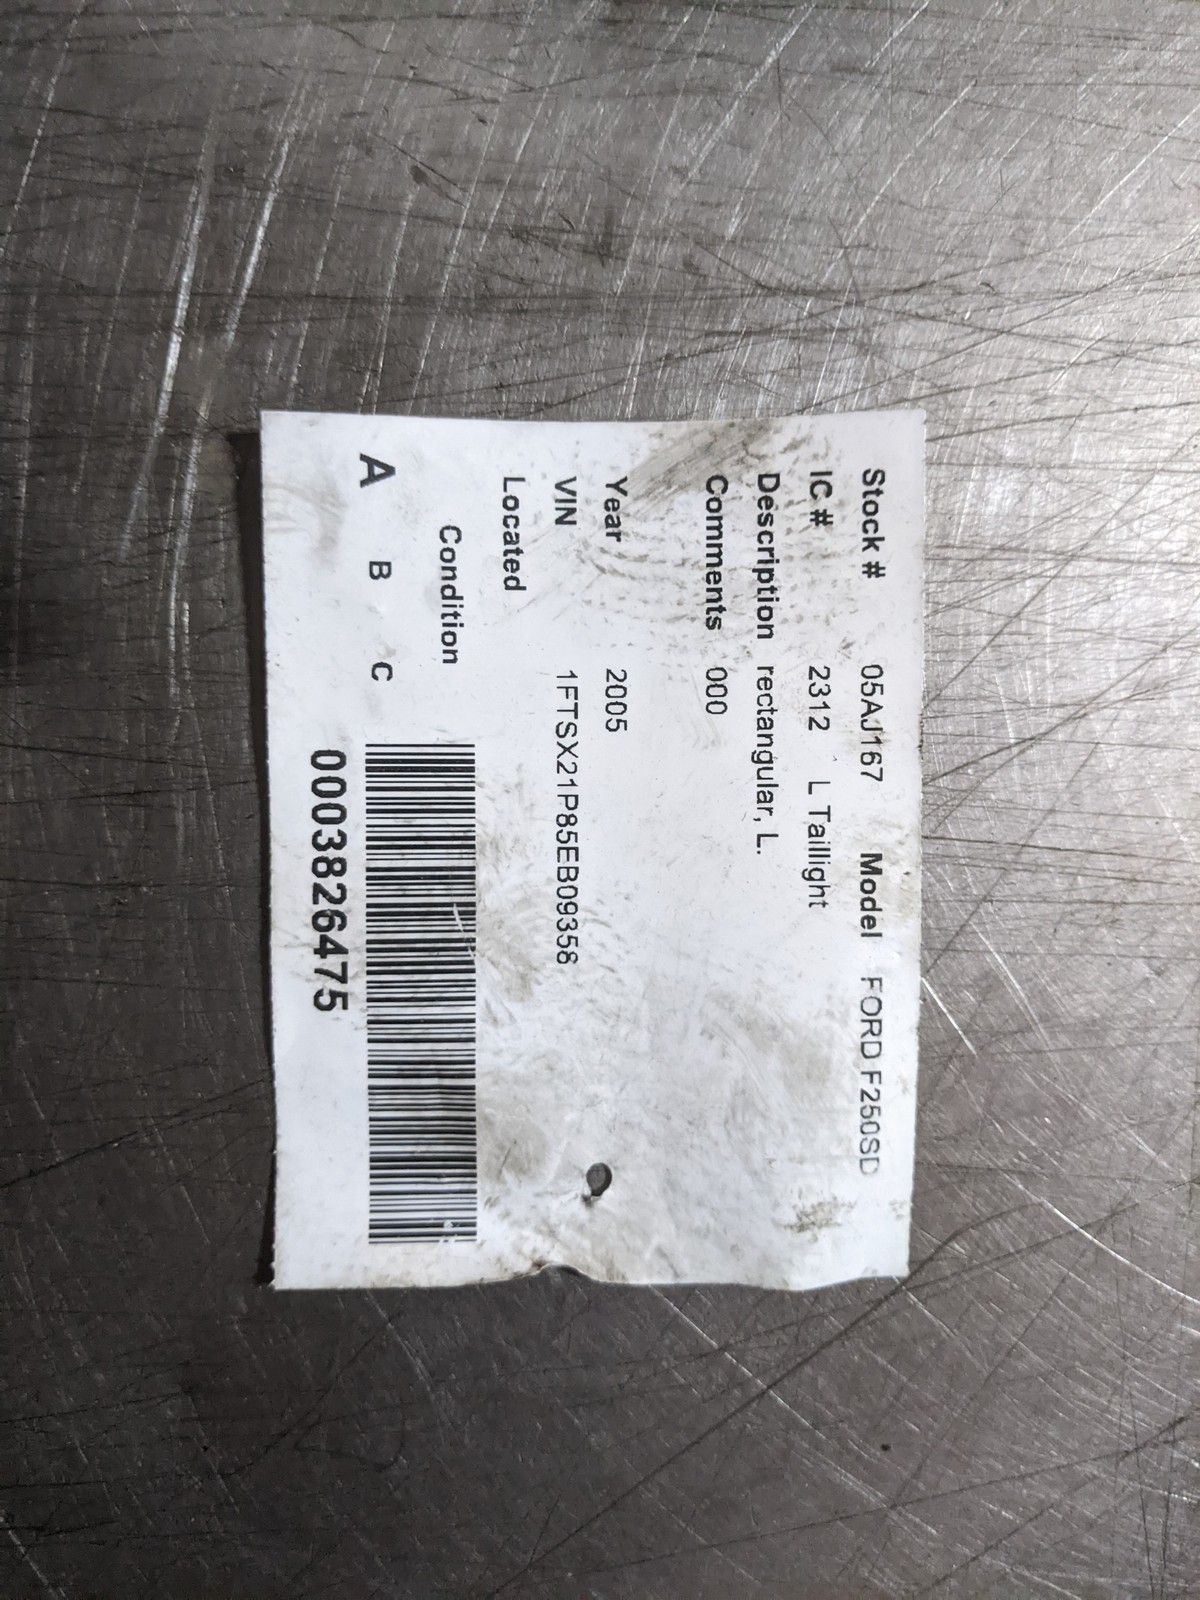 Stock # 05AJ167 Model FORD F250SD
IC # 2312 L Taillight
Description rectangular, L.
Comments 000
Year 2005
VIN 1FTSX21P85EB09358
Located
Condition
A B C
0003826475